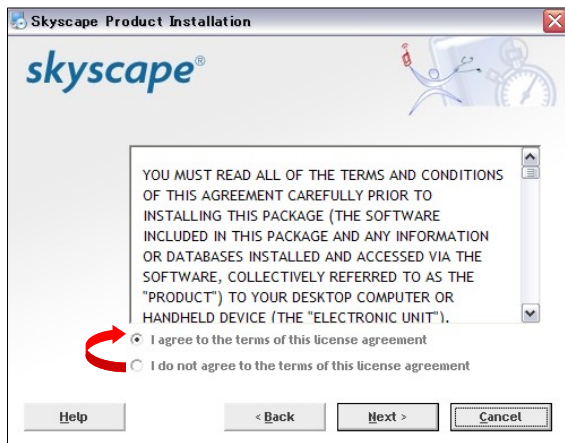 Skyscape Product Installation
skyscape®
YOU MUST READ ALL OF THE TERMS AND CONDITIONS
OF THIS AGREEMENT CAREFULLY PRIOR TO
INSTALLING THIS PACKAGE (THE SOFTWARE
INCLUDED IN THIS PACKAGE AND ANY INFORMATION
OR DATABASES INSTALLED AND ACCESSED VIA THE
SOFTWARE, COLLECTIVELY REFERRED TO AS THE
"PRODUCT") TO YOUR DESKTOP COMPUTER OR
HANDHELD DEVICE (THE "ELECTRONIC UNIT").
I agree to the terms of this license agreement
I do not agree to the terms of this license agreement
Help < Back Next > Cancel